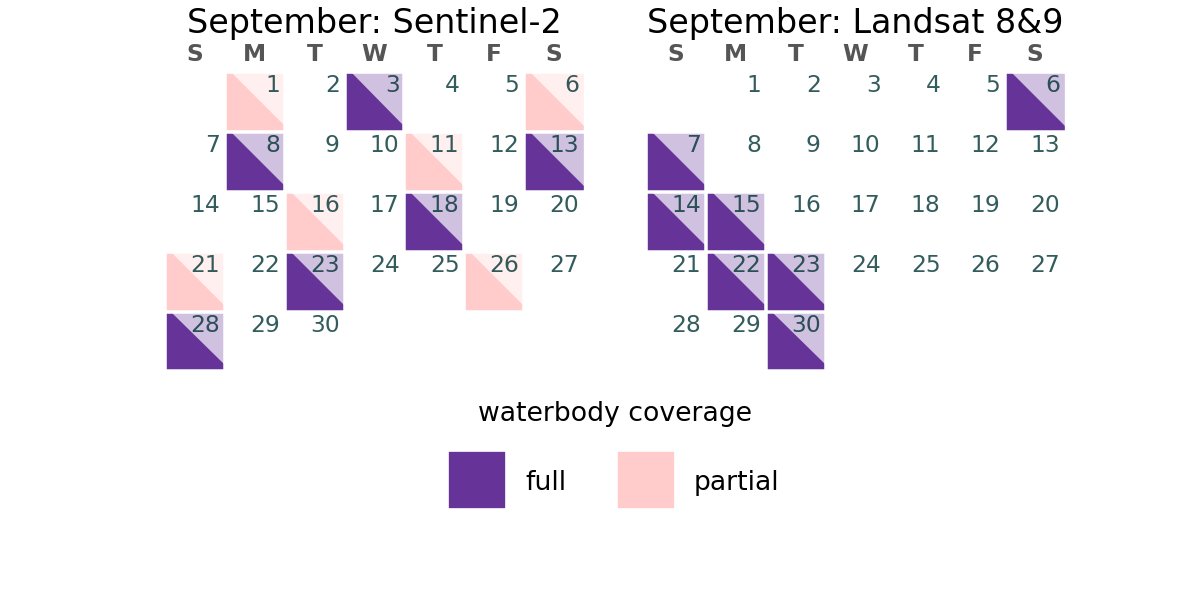 September: Sentinel-2
S M T W T F S
1 2 3 4 5 6
7 8 9 10 11 12 13
14 15 16 17 18 19 20
21 22 23 24 25 26 27
28 29 30
September: Landsat 8&9
S M T W T F S
1 2 3 4 5 6
7 8 9 10 11 12 13
14 15 16 17 18 19 20
21 22 23 24 25 26 27
28 29 30
waterbody coverage
full partial